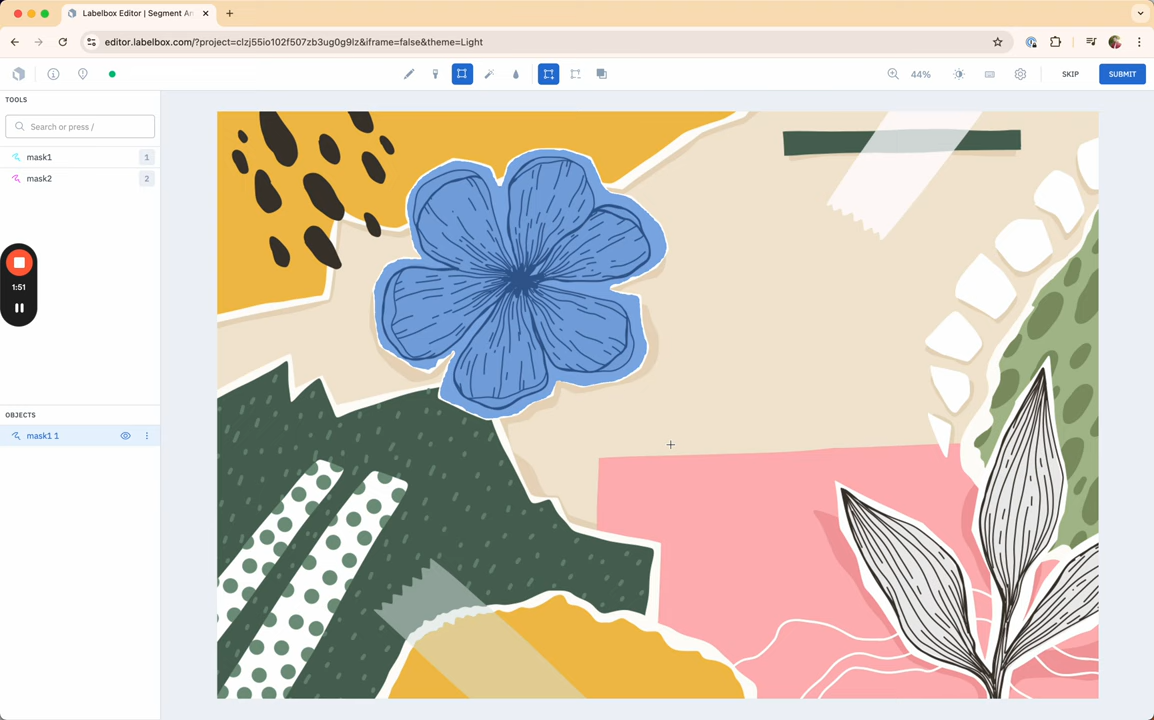 Labelbox Editor | Segment An
editor.labelbox.com/?project=clzj55io102f507zb3ug0g9lz&iframe=false&theme=Light
44%
SKIP
SUBMIT
TOOLS
Search or press /
mask1
1
mask2
2
1:51
OBJECTS
mask1 1